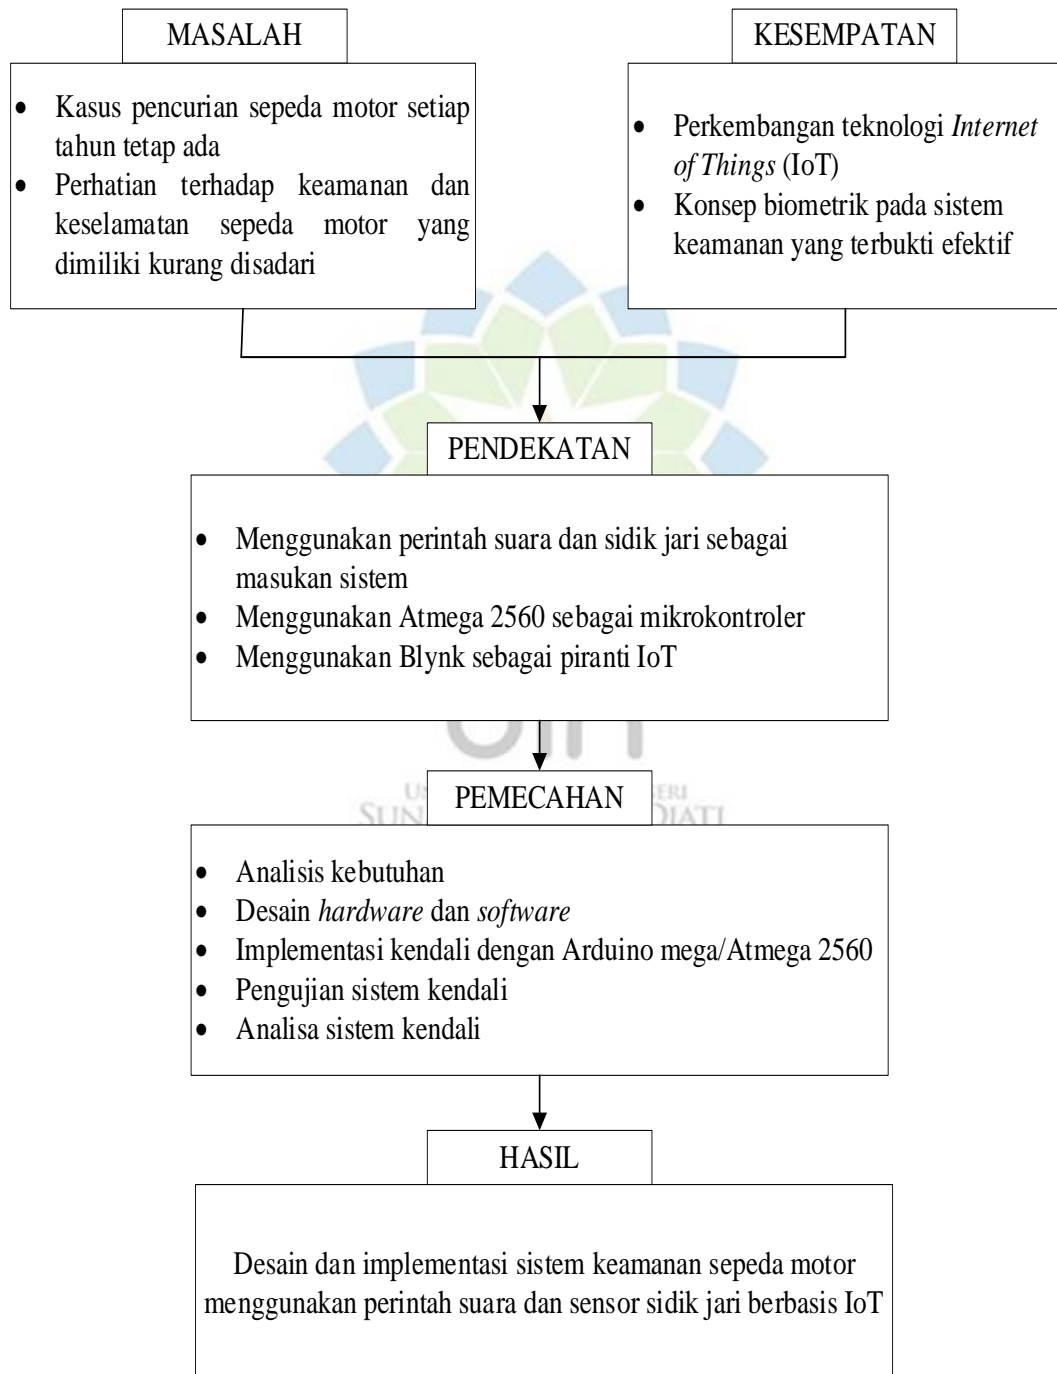 MASALAH
• Kasus pencurian sepeda motor setiap
tahun tetap ada
• Perhatian terhadap keamanan dan
keselamatan sepeda motor yang
dimiliki kurang disadari
KESEMPATAN
• Perkembangan teknologi Internet
of Things (IoT)
• Konsep biometrik pada sistem
keamanan yang terbukti efektif
PENDEKATAN
• Menggunakan perintah suara dan sidik jari sebagai
masukan sistem
• Menggunakan Atmega 2560 sebagai mikrokontroler
• Menggunakan Blynk sebagai piranti IoT
PEMECAHAN
• Analisis kebutuhan
• Desain hardware dan software
• Implementasi kendali dengan Arduino mega/Atmega 2560
• Pengujian sistem kendali
• Analisa sistem kendali
HASIL
Desain dan implementasi sistem keamanan sepeda motor
menggunakan perintah suara dan sensor sidik jari berbasis IoT